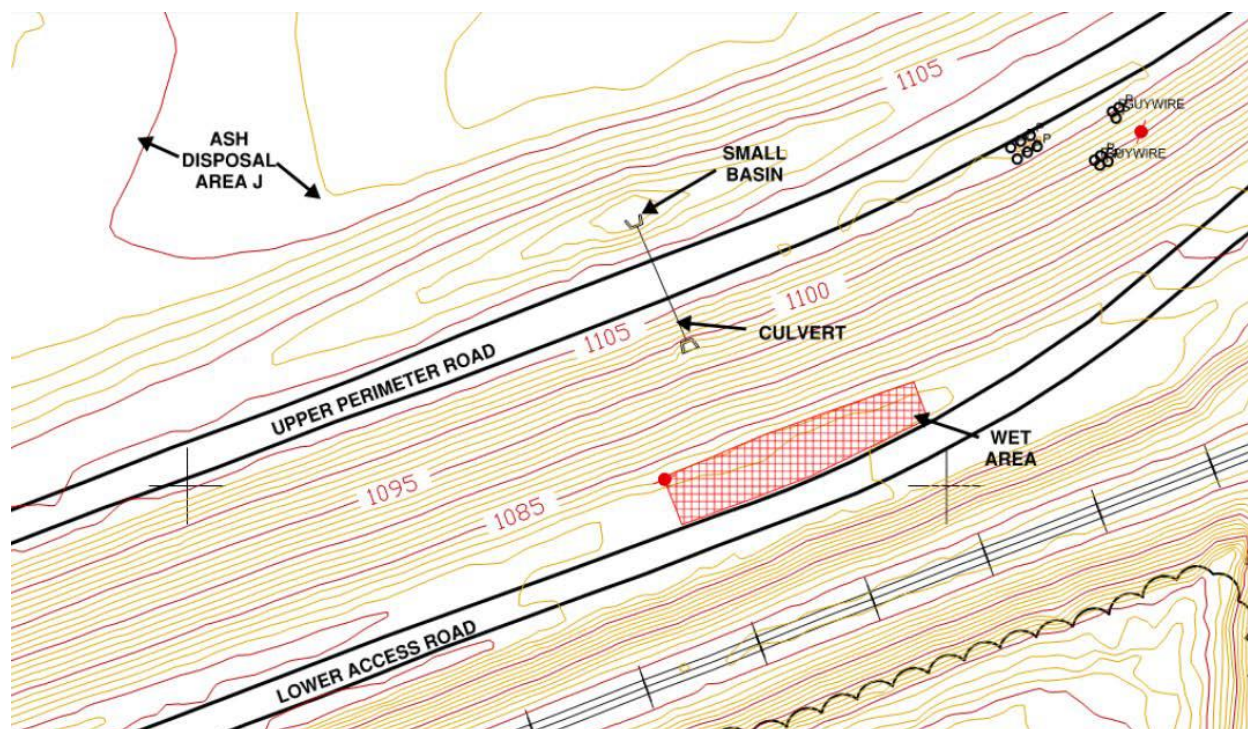 1105
ASH
DISPOSAL
AREA J
SMALL
BASIN
P
GUYWIRE
P
P
GUYWIRE
1100
1105
CULVERT
UPPER PERIMETER ROAD
WET
AREA
1095
1085
LOWER ACCESS ROAD